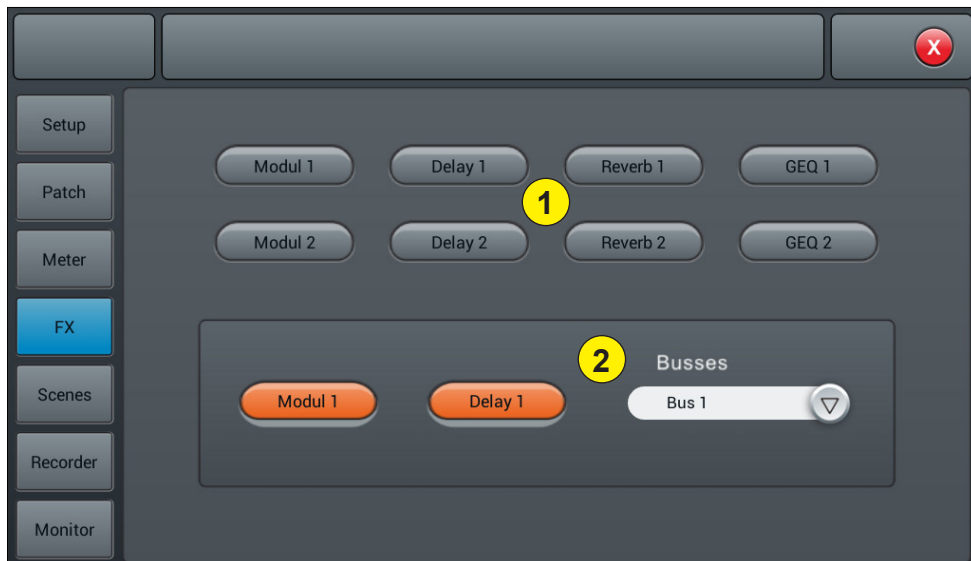 X
Setup
Patch
Meter
FX
Scenes
Recorder
Monitor
Modul 1 Delay 1 Reverb 1 GEQ 1
1
Modul 2 Delay 2 Reverb 2 GEQ 2
2
Busses
Modul 1 Delay 1 Bus 1